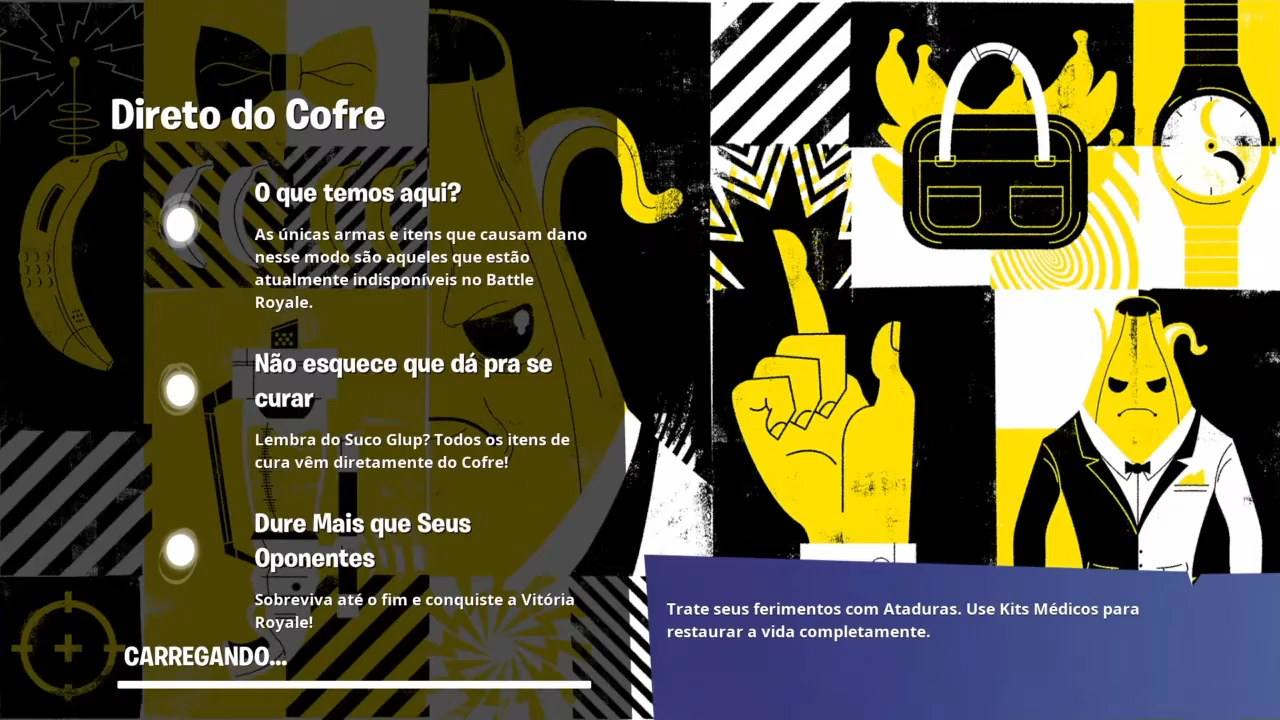 Direto do Cofre
O que temos aqui?
As únicas armas e itens que causam dano
nesse modo são aqueles que estão
atualmente indisponíveis no Battle
Royale.
Não esquece que dá pra se
curar
Lembra do Suco Glup? Todos os itens de
cura vêm diretamente do Cofre!
Dure Mais que Seus
Oponentes
Sobreviva até o fim e conquiste a Vitória
Royale!
CARREGANDO...
Trate seus ferimentos com Ataduras. Use Kits Médicos para
restaurar a vida completamente.